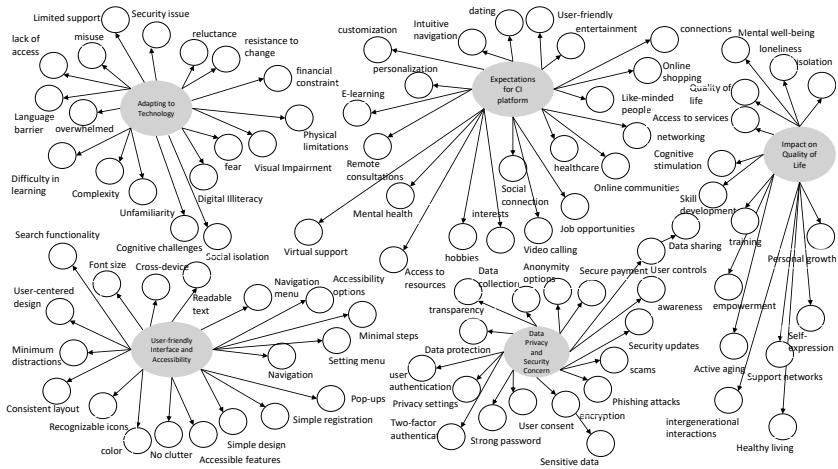 Limited support
Security issue
misuse
reluctance
lack of
access
resistance to
change
financial
constraint
Adapting to
Technology
Language
barrier
overwhelmed
Physical
limitations
fear
Visual Impairment
Difficulty in
learning
Complexity
Digital Illiteracy
Unfamiliarity
Cognitive challenges
Social isolation
dating
User-friendly
entertainment
customization
Intuitive
navigation
connections
personalization
Expectations
for CI
platform
Online
shopping
E-learning
Like-minded
people
networking
Remote
consultations
healthcare
Online communities
Social
connection
Mental health
interests
Job opportunities
Virtual support
hobbies
Video calling
Access to
resources
Mental well-being
loneliness
isolation
Quality of
life
Access to services
Impact on
Quality of
Life
Cognitive
stimulation
Skill
development
training
Data sharing
Personal growth
empowerment
Self-
expression
Active aging
Support networks
intergenerational
interactions
Healthy living
Search functionality
Font size
Cross-device
Readable
text
Navigation
menu
Accessibility
options
User-centered
design
Minimal steps
User-friendly
Interface and
Accessibility
Minimum
distractions
Setting menu
Navigation
Consistent layout
Pop-ups
Recognizable icons
Simple registration
color
No clutter
Simple design
Accessible features
Data
collection
Anonymity
options
Secure payment
User controls
transparency
awareness
Data protection
Data
Privacy
and
Security
Concern
Security updates
user
authentication
scams
Privacy settings
Phishing attacks
Two-factor
User consent
encryption
Strong password
Sensitive data